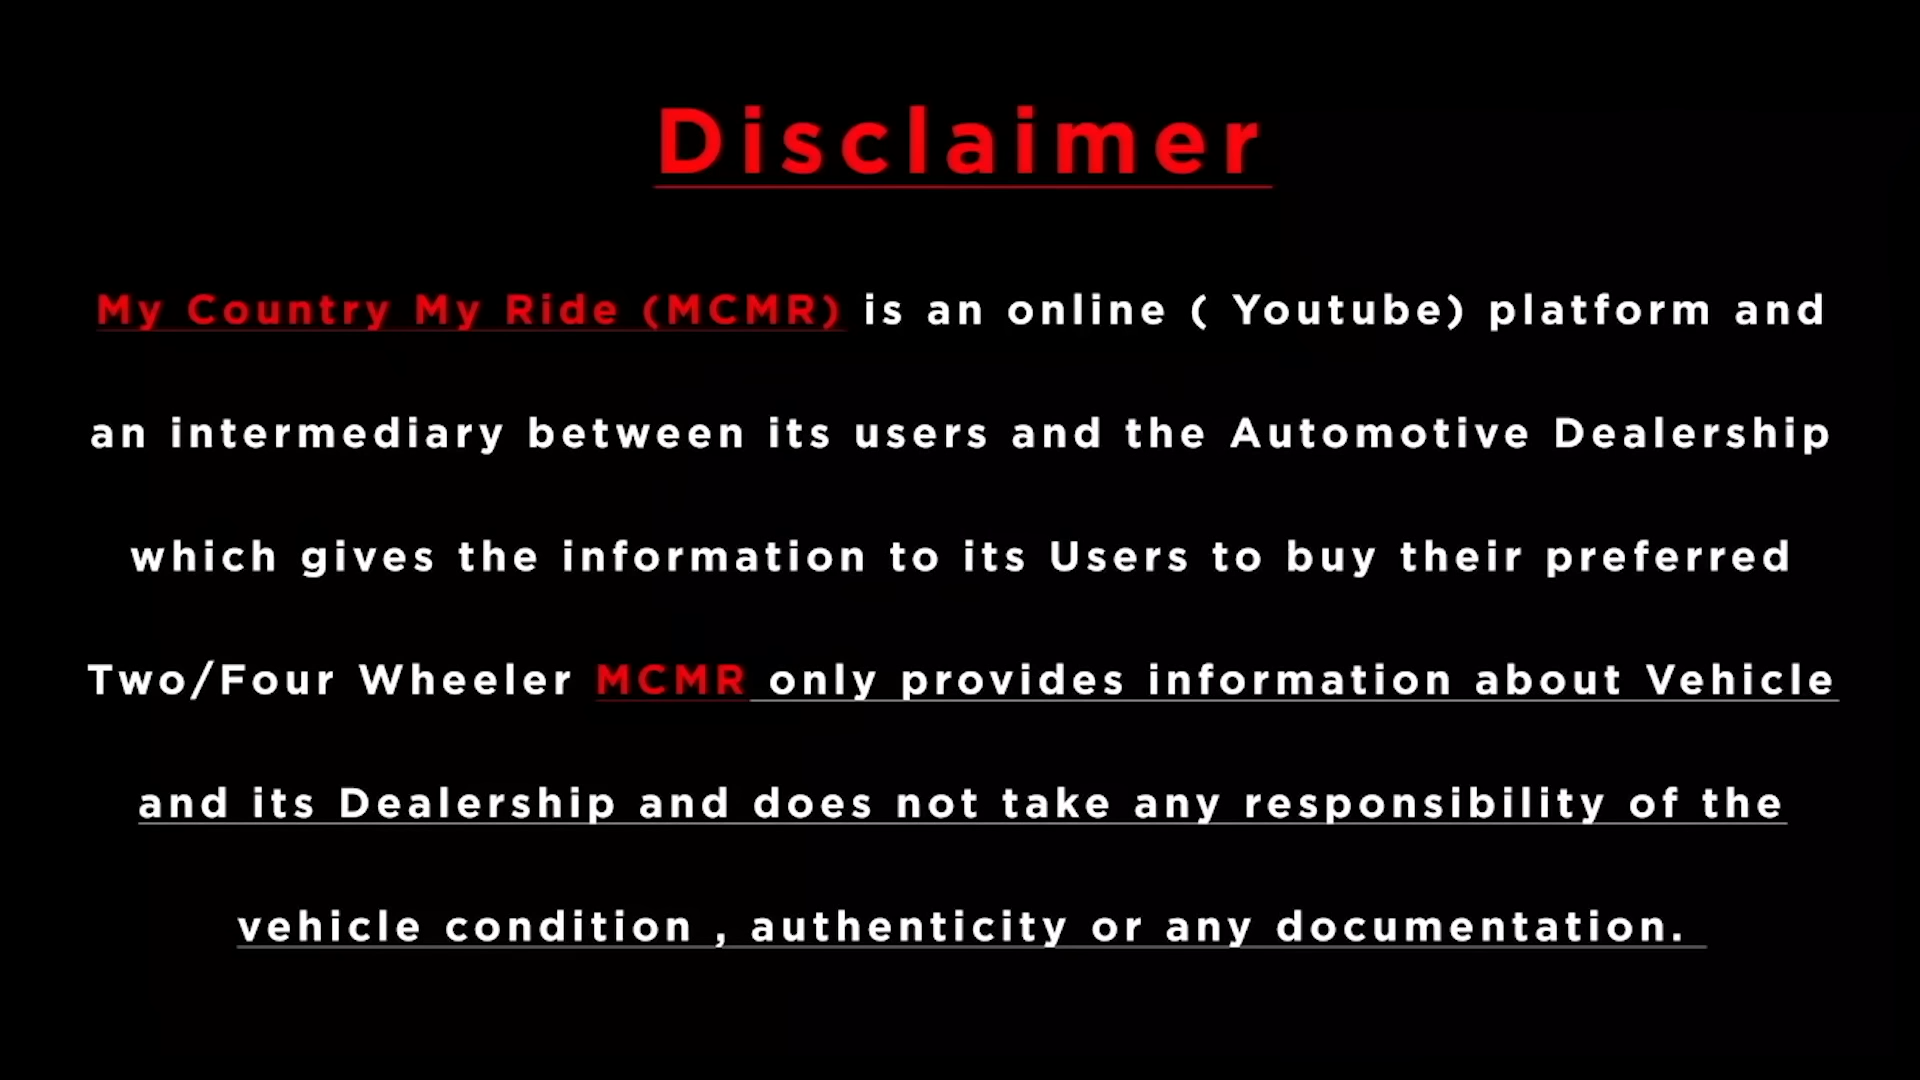 Disclaimer
My Country My Ride (MCMR) is an online ( Youtube) platform and
an intermediary between its users and the Automotive Dealership
which gives the information to its Users to buy their preferred
Two/Four Wheeler MCMR only provides information about Vehicle
and its Dealership and does not take any responsibility of the
vehicle condition , authenticity or any documentation.